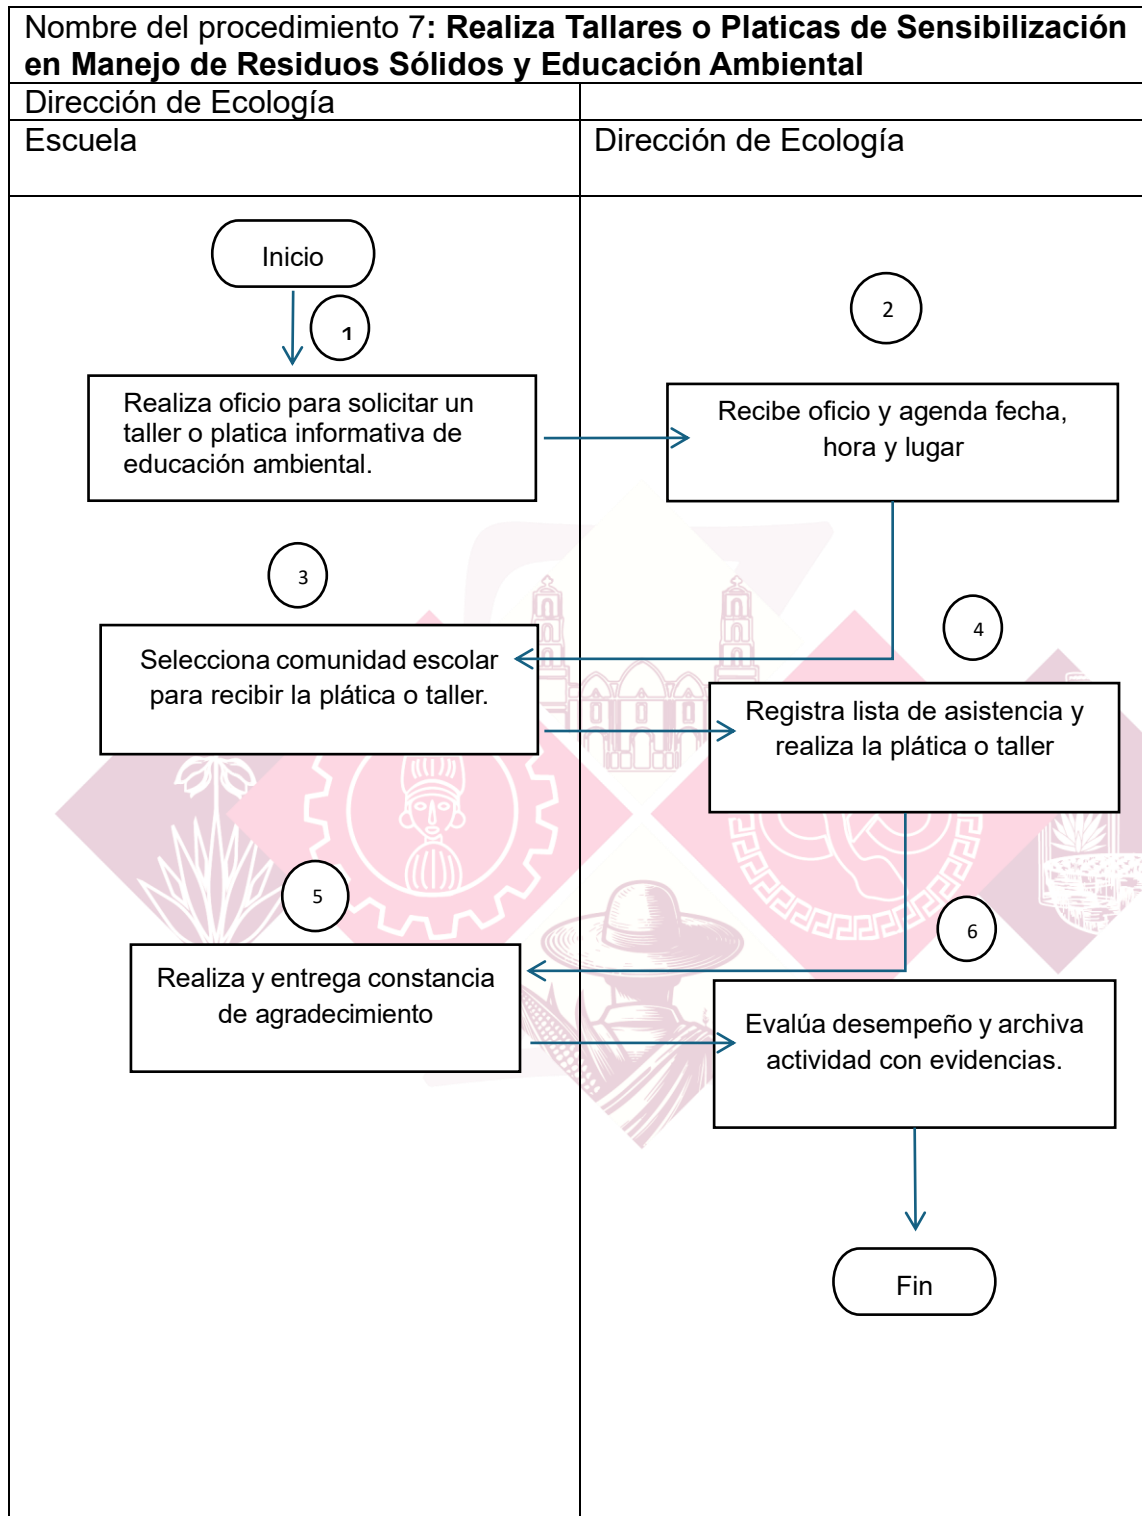 Nombre del procedimiento 7: Realiza Tallares o Platicas de Sensibilización
en Manejo de Residuos Sólidos y Educación Ambiental
Dirección de Ecología
Escuela
Dirección de Ecología
Inicio
1
2
Realiza oficio para solicitar un
taller o platica informativa de
educación ambiental.
Recibe oficio y agenda fecha,
hora y lugar
3
4
Selecciona comunidad escolar
para recibir la plática o taller.
Registra lista de asistencia y
realiza la plática o taller
5
6
Realiza y entrega constancia
de agradecimiento
Evalúa desempeño y archiva
actividad con evidencias.
Fin